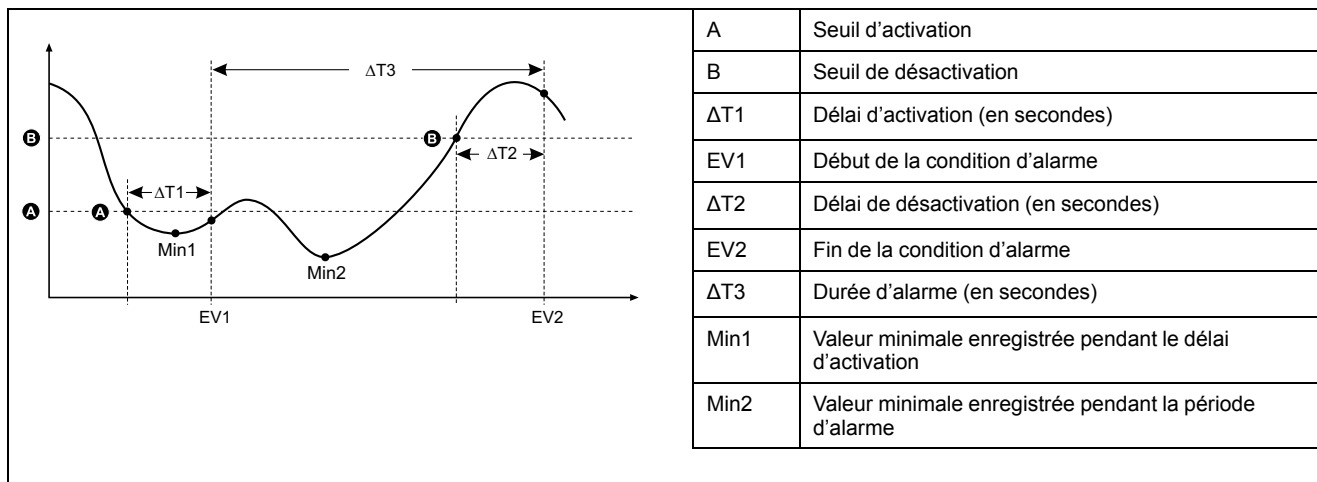 ΔT3
B
B
ΔT2
ΔT1
A
A
Min1
Min2
EV1
EV2
A Seuil d’activation
B Seuil de désactivation
ΔT1 Délai d’activation (en secondes)
EV1 Début de la condition d’alarme
ΔT2 Délai de désactivation (en secondes)
EV2 Fin de la condition d’alarme
ΔT3 Durée d’alarme (en secondes)
Min1 Valeur minimale enregistrée pendant le délai
d’activation
Min2 Valeur minimale enregistrée pendant la période
d’alarme